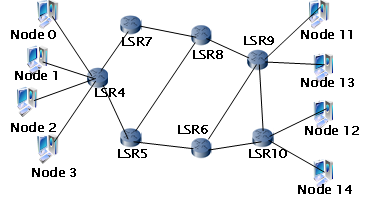 Node 0
LSR7
LSR8
LSR9
Node 11
Node 1
LSR4
Node 13
Node 2
LSR5
LSR6
LSR10
Node 12
Node 3
Node 14